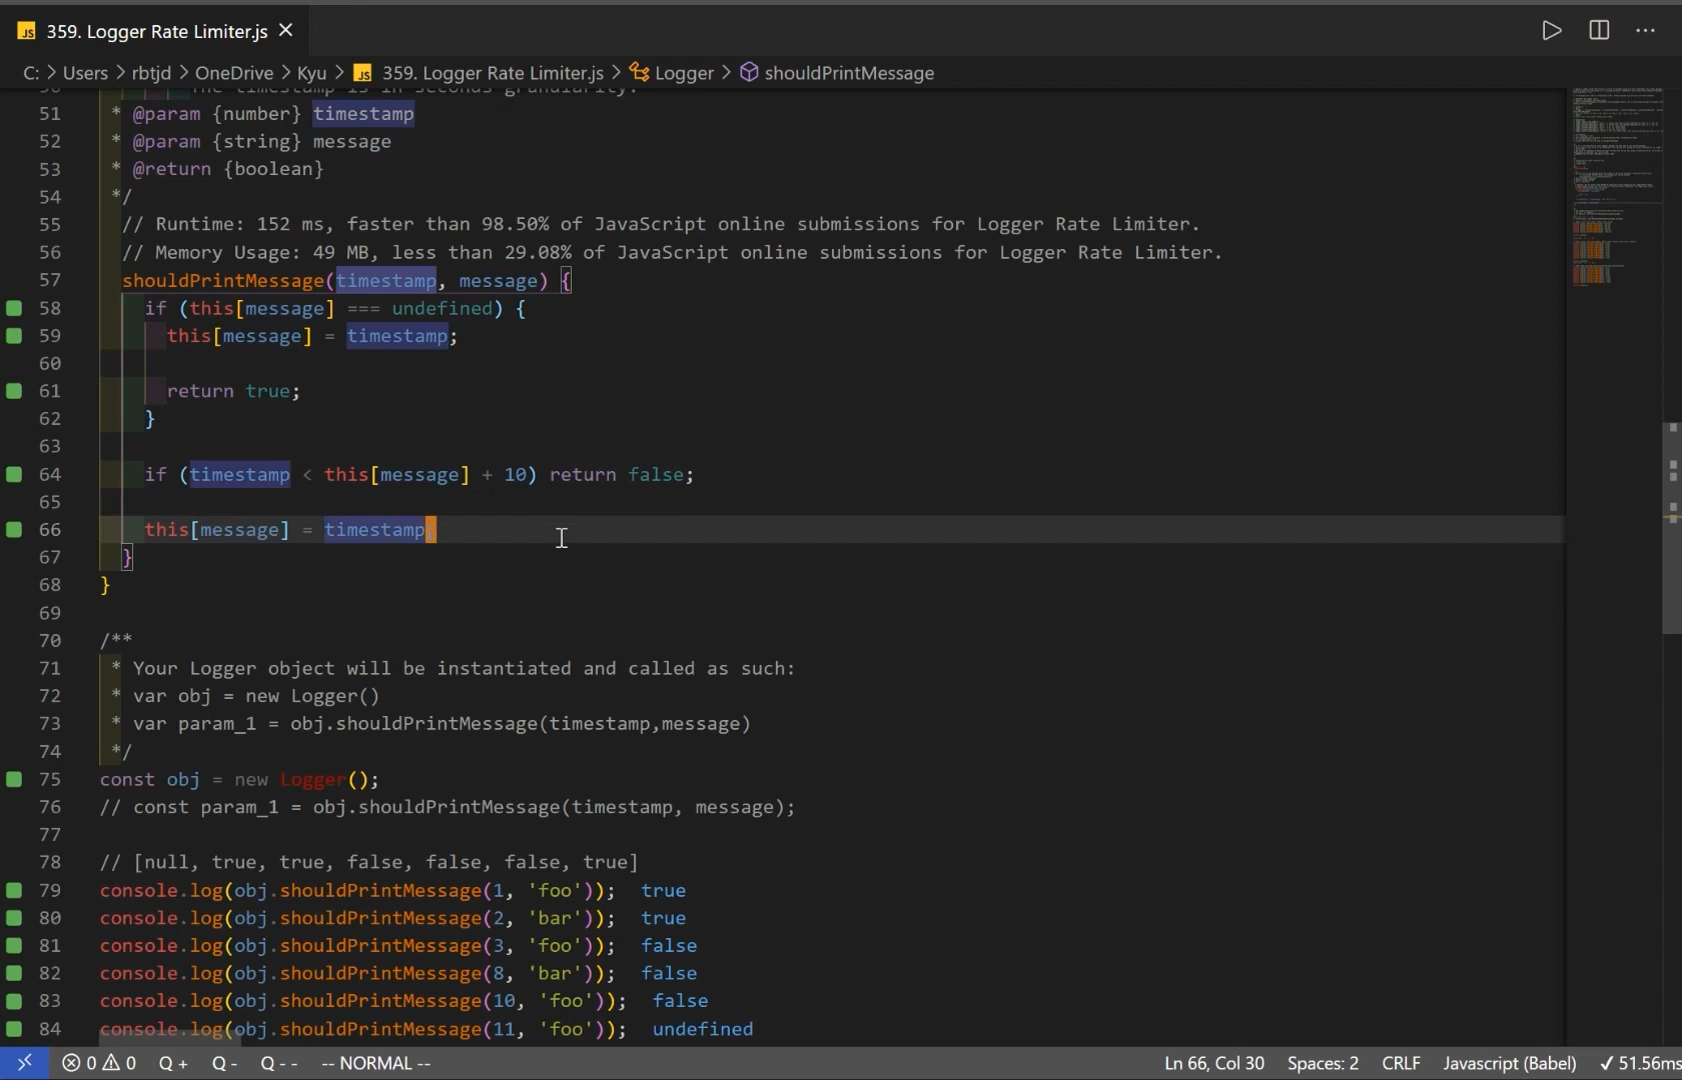 JS 359. Logger Rate Limiter.js
C: > Users > rbtjd > OneDrive > Kyu > JS 359. Logger Rate Limiter.js > Logger > shouldPrintMessage
The timestamp is in seconds granularity.
51 * @param {number} timestamp
52 * @param {string} message
53 * @return {boolean}
54 */
55 // Runtime: 152 ms, faster than 98.50% of JavaScript online submissions for Logger Rate Limiter.
56 // Memory Usage: 49 MB, less than 29.08% of JavaScript online submissions for Logger Rate Limiter.
57 shouldPrintMessage(timestamp, message) {
58 if (this[message] === undefined) {
59 this[message] = timestamp;
60
61 return true;
62 }
63
64 if (timestamp < this[message] + 10) return false;
65
66 this[message] = timestamp;
67 }
68 }
69
70 /**
71 * Your Logger object will be instantiated and called as such:
72 * var obj = new Logger()
73 * var param_1 = obj.shouldPrintMessage(timestamp,message)
74 */
75 const obj = new Logger();
76 // const param_1 = obj.shouldPrintMessage(timestamp, message);
77
78 // [null, true, true, false, false, false, true]
79 console.log(obj.shouldPrintMessage(1, 'foo')); true
80 console.log(obj.shouldPrintMessage(2, 'bar')); true
81 console.log(obj.shouldPrintMessage(3, 'foo')); false
82 console.log(obj.shouldPrintMessage(8, 'bar')); false
83 console.log(obj.shouldPrintMessage(10, 'foo')); false
84 console.log(obj.shouldPrintMessage(11, 'foo')); undefined
0 0 Q + Q - Q - - -- NORMAL -- Ln 66, Col 30 Spaces: 2 CRLF Javascript (Babel) ✓ 51.56ms